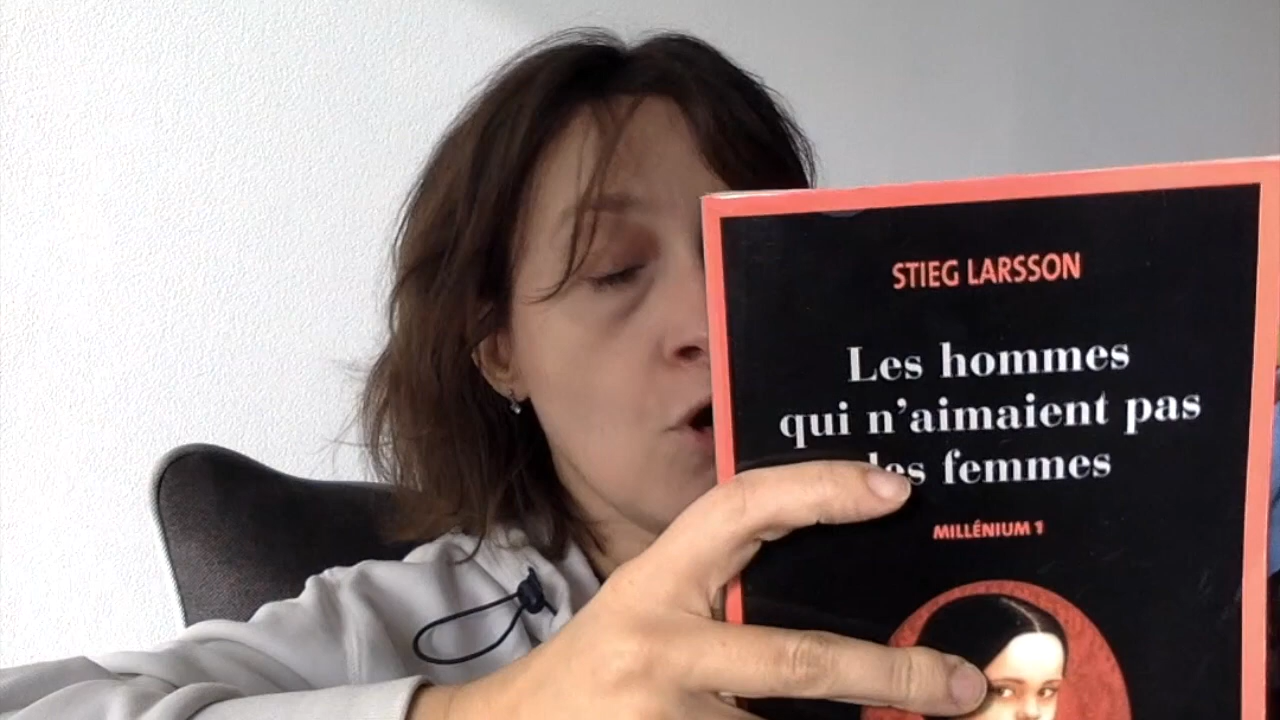 STIEG LARSSON
Les hommes
qui n'aimaient pas
les femmes
MILLÉNIUM 1